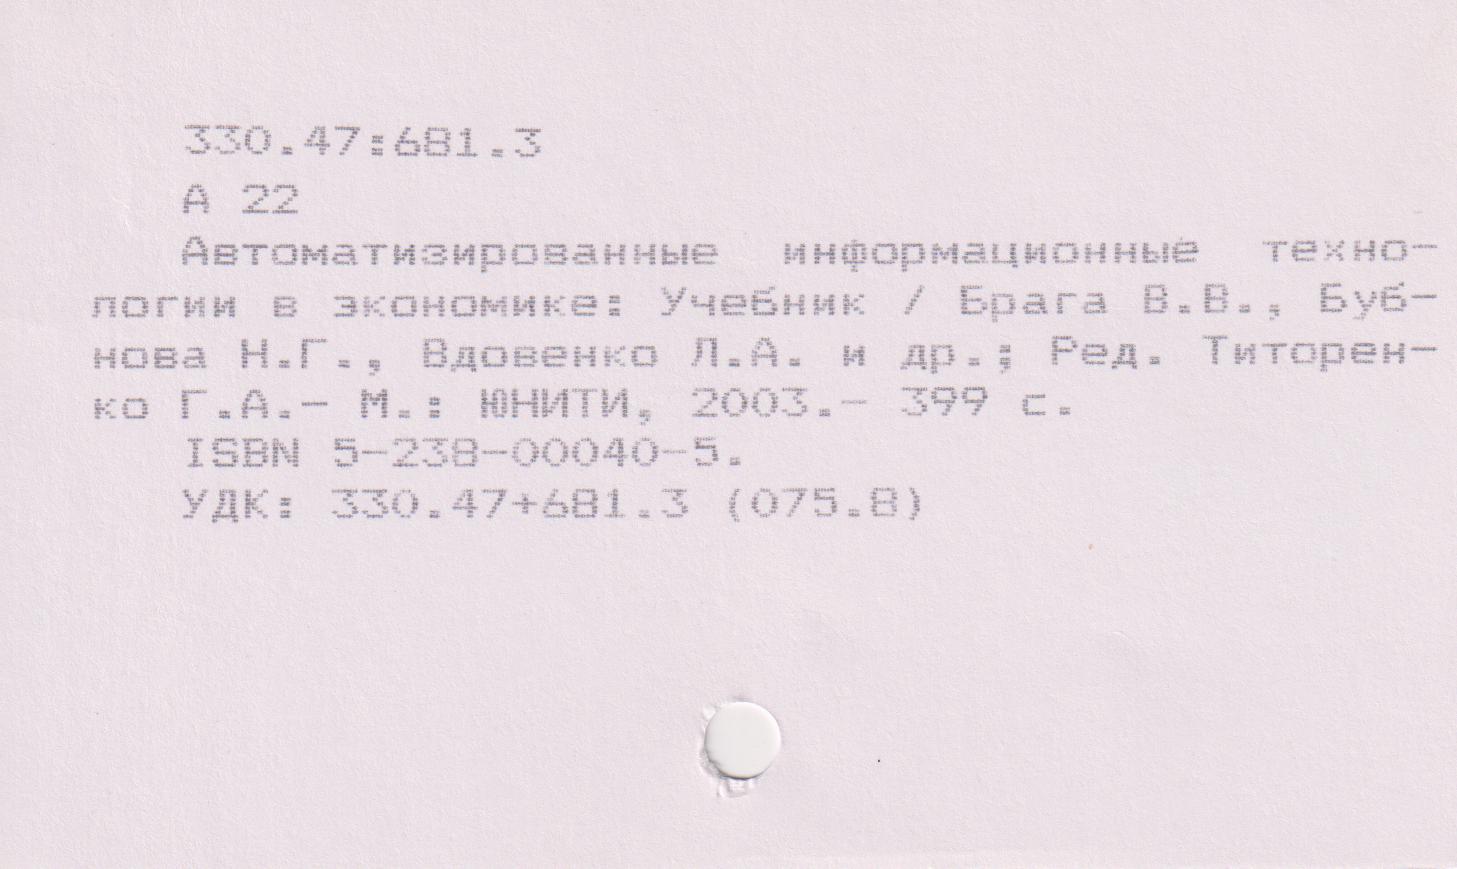 330.47:681.3
А 22
Автоматизированные информационные техно-
логии в экономике: Учебник / Брага В.В., Буб-
нова Н.Г., Вдовенко Л.А. и др.; Ред. Титорен-
ко Г.А.- М.: ЮНИТИ, 2003.- 399 с.
ISBN 5-238-00040-5.
УДК: 330.47+681.3 (075.8)